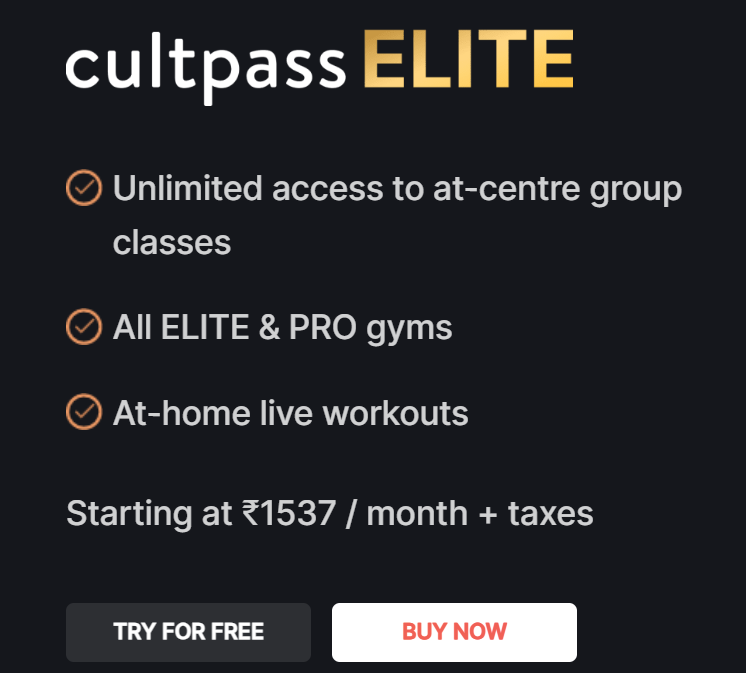 cultpass ELITE
Unlimited access to at-centre group
classes
All ELITE & PRO gyms
At-home live workouts
Starting at ₹1537 / month + taxes
TRY FOR FREE BUY NOW